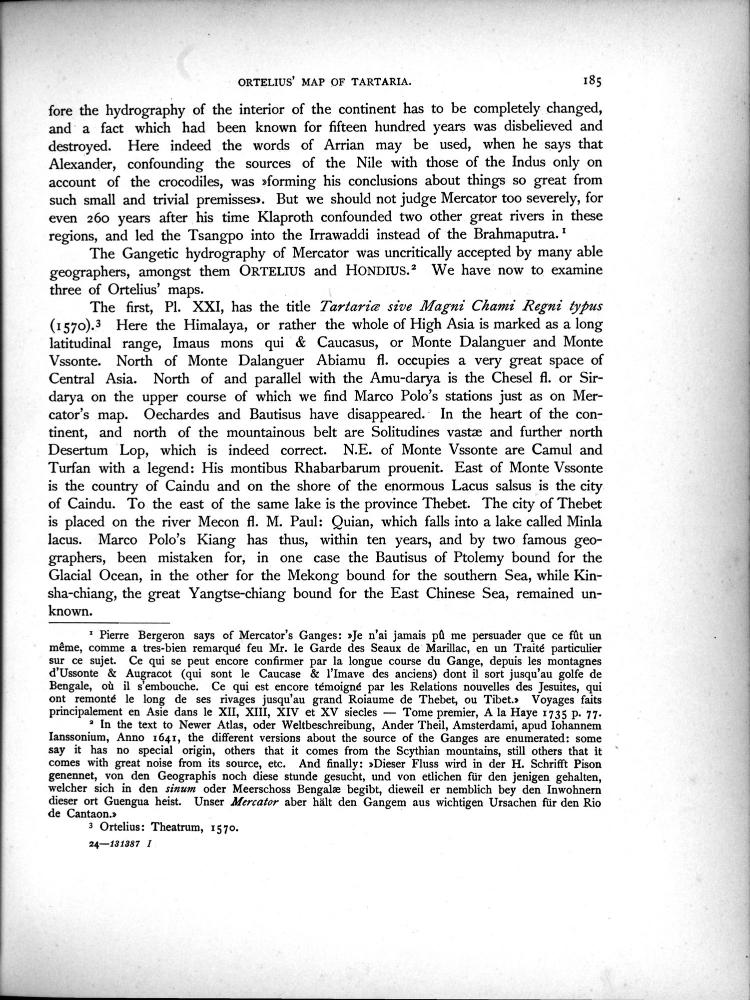 ORTELIUS' MAP OF TARTARIA. 185
fore the hydrography of the interior of the continent has to be completely changed,
and a fact which had been known for fifteen hundred years was disbelieved and
destroyed. Here indeed the words of Arrian may be used, when he says that
Alexander, confounding the sources of the Nile with those of the Indus only on
account of the crocodiles, was »forming his conclusions about things so great from
such small and trivial premisses». But we should not judge Mercator too severely, for
even 260 years after his time Klaproth confounded two other great rivers in these
regions, and led the Tsangpo into the Irrawaddi instead of the Brahmaputra.¹
The Gangetic hydrography of Mercator was uncritically accepted by many able
geographers, amongst them ORTELIUS and HONDIUS.² We have now to examine
three of Ortelius' maps.
The first, Pl. XXI, has the title Tartariæ sive Magni Chami Regni typus
(1570).³ Here the Himalaya, or rather the whole of High Asia is marked as a long
latitudinal range, Imaus mons qui & Caucasus, or Monte Dalanguer and Monte
Vssonte. North of Monte Dalanguer Abiamu fl. occupies a very great space of
Central Asia. North of and parallel with the Amu-darya is the Chesel fl. or Sir-
darya on the upper course of which we find Marco Polo's stations just as on Mer-
cator's map. Oechardes and Bautisus have disappeared. In the heart of the con-
tinent, and north of the mountainous belt are Solitudines vastæ and further north
Desertum Lop, which is indeed correct. N.E. of Monte Vssonte are Camul and
Turfan with a legend: His montibus Rhabarbarum prouenit. East of Monte Vssonte
is the country of Caindu and on the shore of the enormous Lacus salsus is the city
of Caindu. To the east of the same lake is the province Thebet. The city of Thebet
is placed on the river Mecon fl. M. Paul: Quian, which falls into a lake called Minla
lacus. Marco Polo's Kiang has thus, within ten years, and by two famous geo-
graphers, been mistaken for, in one case the Bautisus of Ptolemy bound for the
Glacial Ocean, in the other for the Mekong bound for the southern Sea, while Kin-
sha-chiang, the great Yangtse-chiang bound for the East Chinese Sea, remained un-
known.
¹ Pierre Bergeron says of Mercator's Ganges: »Je n'ai jamais pû me persuader que ce fût un
même, comme a tres-bien remarqué feu Mr. le Garde des Seaux de Marillac, en un Traité particulier
sur ce sujet. Ce qui se peut encore confirmer par la longue course du Gange, depuis les montagnes
d'Ussonte & Augracot (qui sont le Caucase & l'Imave des anciens) dont il sort jusqu'au golfe de
Bengale, où il s'embouche. Ce qui est encore témoigné par les Relations nouvelles des Jesuites, qui
ont remonté le long de ses rivages jusqu'au grand Roiaume de Thebet, ou Tibet.» Voyages faits
principalement en Asie dans le XII, XIII, XIV et XV siecles — Tome premier, A la Haye 1735 p. 77.
² In the text to Newer Atlas, oder Weltbeschreibung, Ander Theil, Amsterdami, apud Iohannem
Ianssonium, Anno 1641, the different versions about the source of the Ganges are enumerated: some
say it has no special origin, others that it comes from the Scythian mountains, still others that it
comes with great noise from its source, etc. And finally: »Dieser Fluss wird in der H. Schrifft Pison
genennet, von den Geographis noch diese stunde gesucht, und von etlichen für den jenigen gehalten,
welcher sich in den sinum oder Meerschoss Bengalæ begibt, dieweil er nemblich bey den Inwohnern
dieser ort Guengua heist. Unser Mercator aber hält den Gangem aus wichtigen Ursachen für den Rio
de Cantaon.»
³ Ortelius: Theatrum, 1570.
24—131387 I